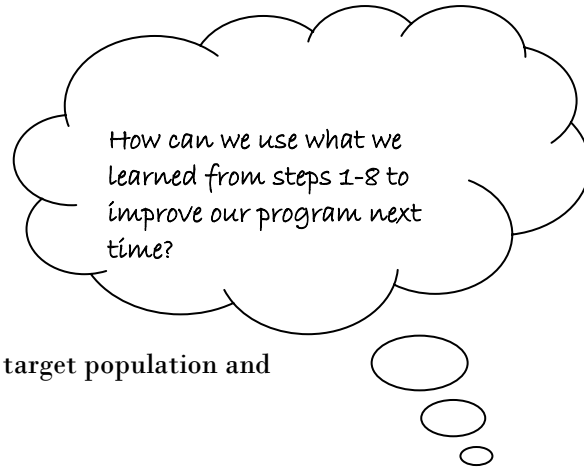 How can we use what we
learned from steps 1-8 to
improve our program next
time?
target population and